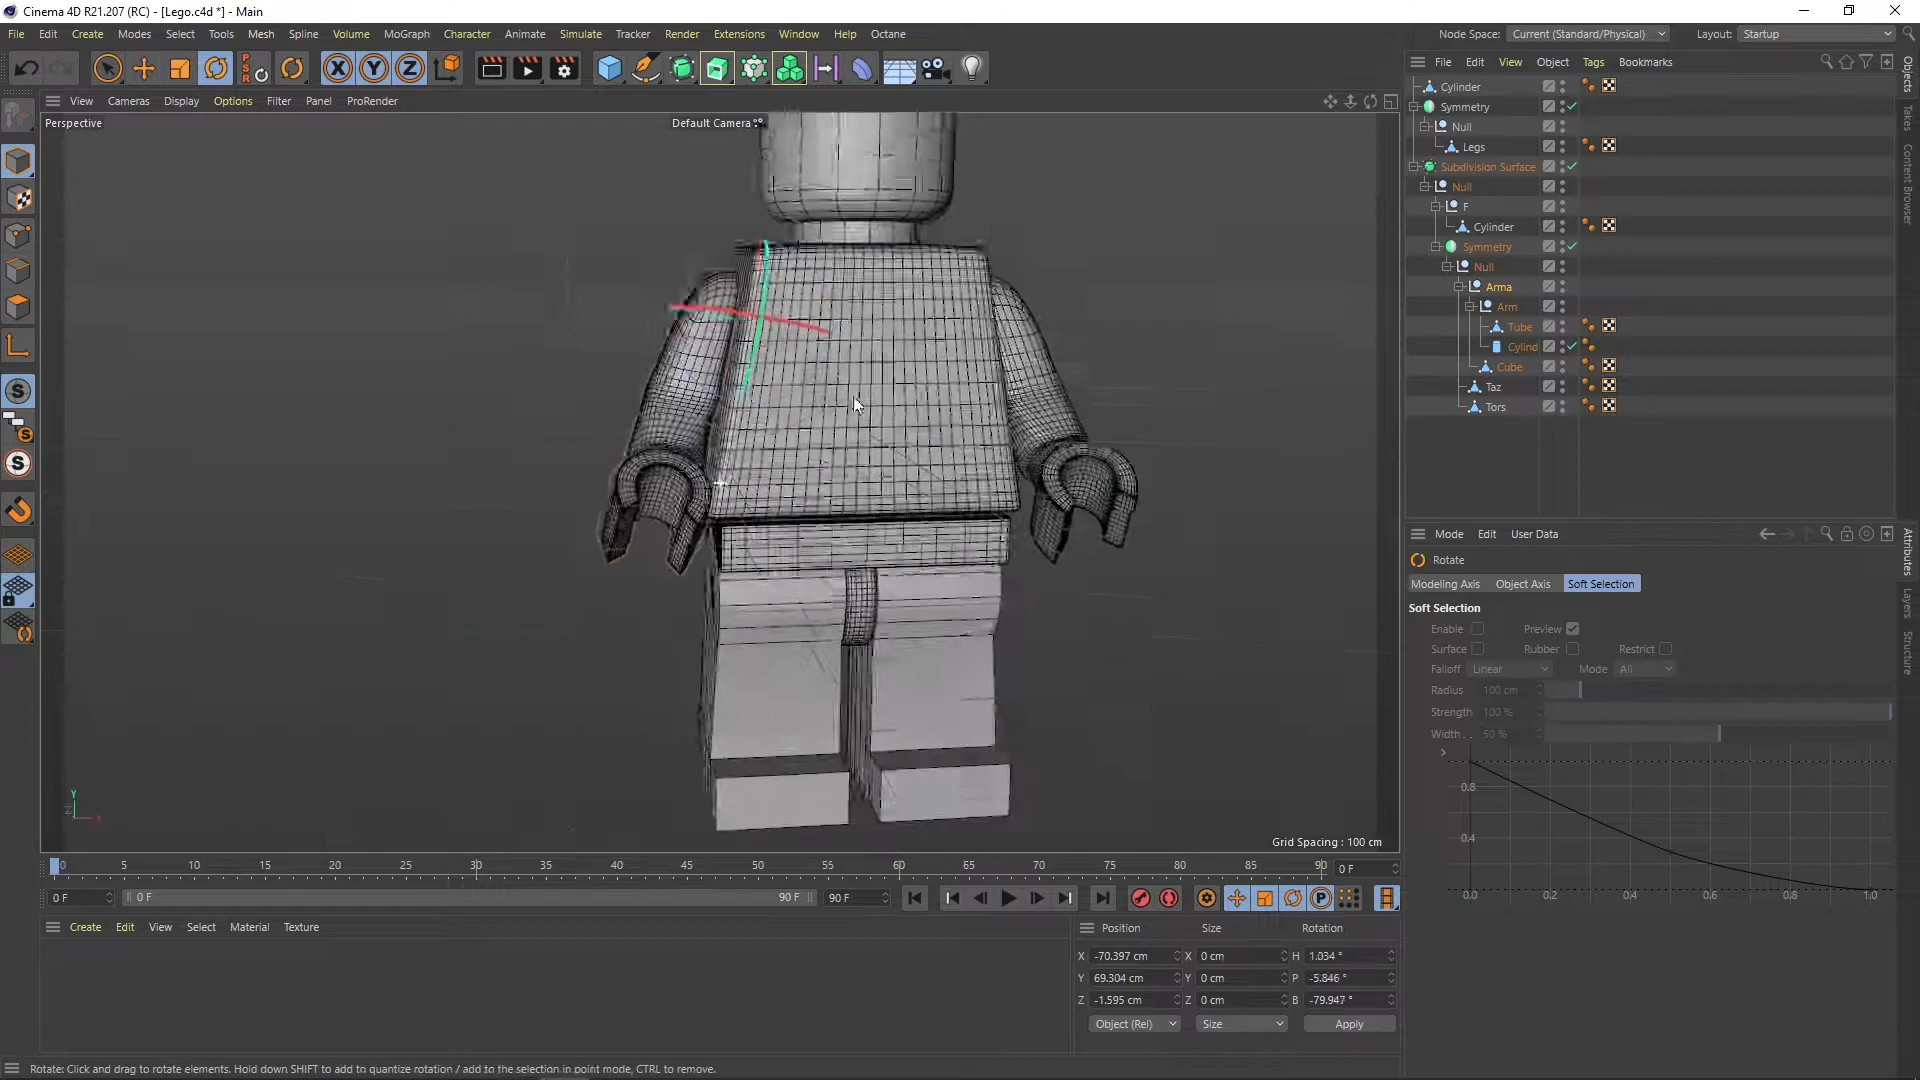 Cinema 4D R21.207 (RC) - [Lego.c4d *] - Main
File Edit Create Modes Select Tools Mesh Spline Volume MoGraph Character Animate Simulate Tracker Render Extensions Window Help Octane
Node Space: Current (Standard/Physical) Layout: Startup
View Cameras Display Options Filter Panel ProRender
Perspective
Default Camera
Grid Spacing : 100 cm
File Edit View Object Tags Bookmarks
Cylinder
Symmetry
Null
Legs
Subdivision Surface
Null
F
Cylinder
Symmetry
Null
Arma
Arm
Tube
Cylind
Cube
Taz
Tors
Objects
Takes
Content Browser
Mode Edit User Data
Rotate
Modeling Axis Object Axis Soft Selection
Soft Selection
Enable Preview
Surface Rubber Restrict
Falloff Linear Mode All
Radius 100 cm
Strength 100 %
Width . . 50 %
0.8
0.4
0.0 0.2 0.4 0.6 0.8 1.0
Attributes
Layers
Structure
0 5 10 15 20 25 30 35 40 45 50 55 60 65 70 75 80 85 90 0 F
0 F 0 F 90 F 90 F
Create Edit View Select Material Texture
Position Size Rotation
X -70.397 cm X 0 cm H 1.034 °
Y 69.304 cm Y 0 cm P -5.846 °
Z -1.595 cm Z 0 cm B -79.947 °
Object (Rel) Size Apply
Rotate: Click and drag to rotate elements. Hold down SHIFT to add to quantize rotation / add to the selection in point mode, CTRL to remove.